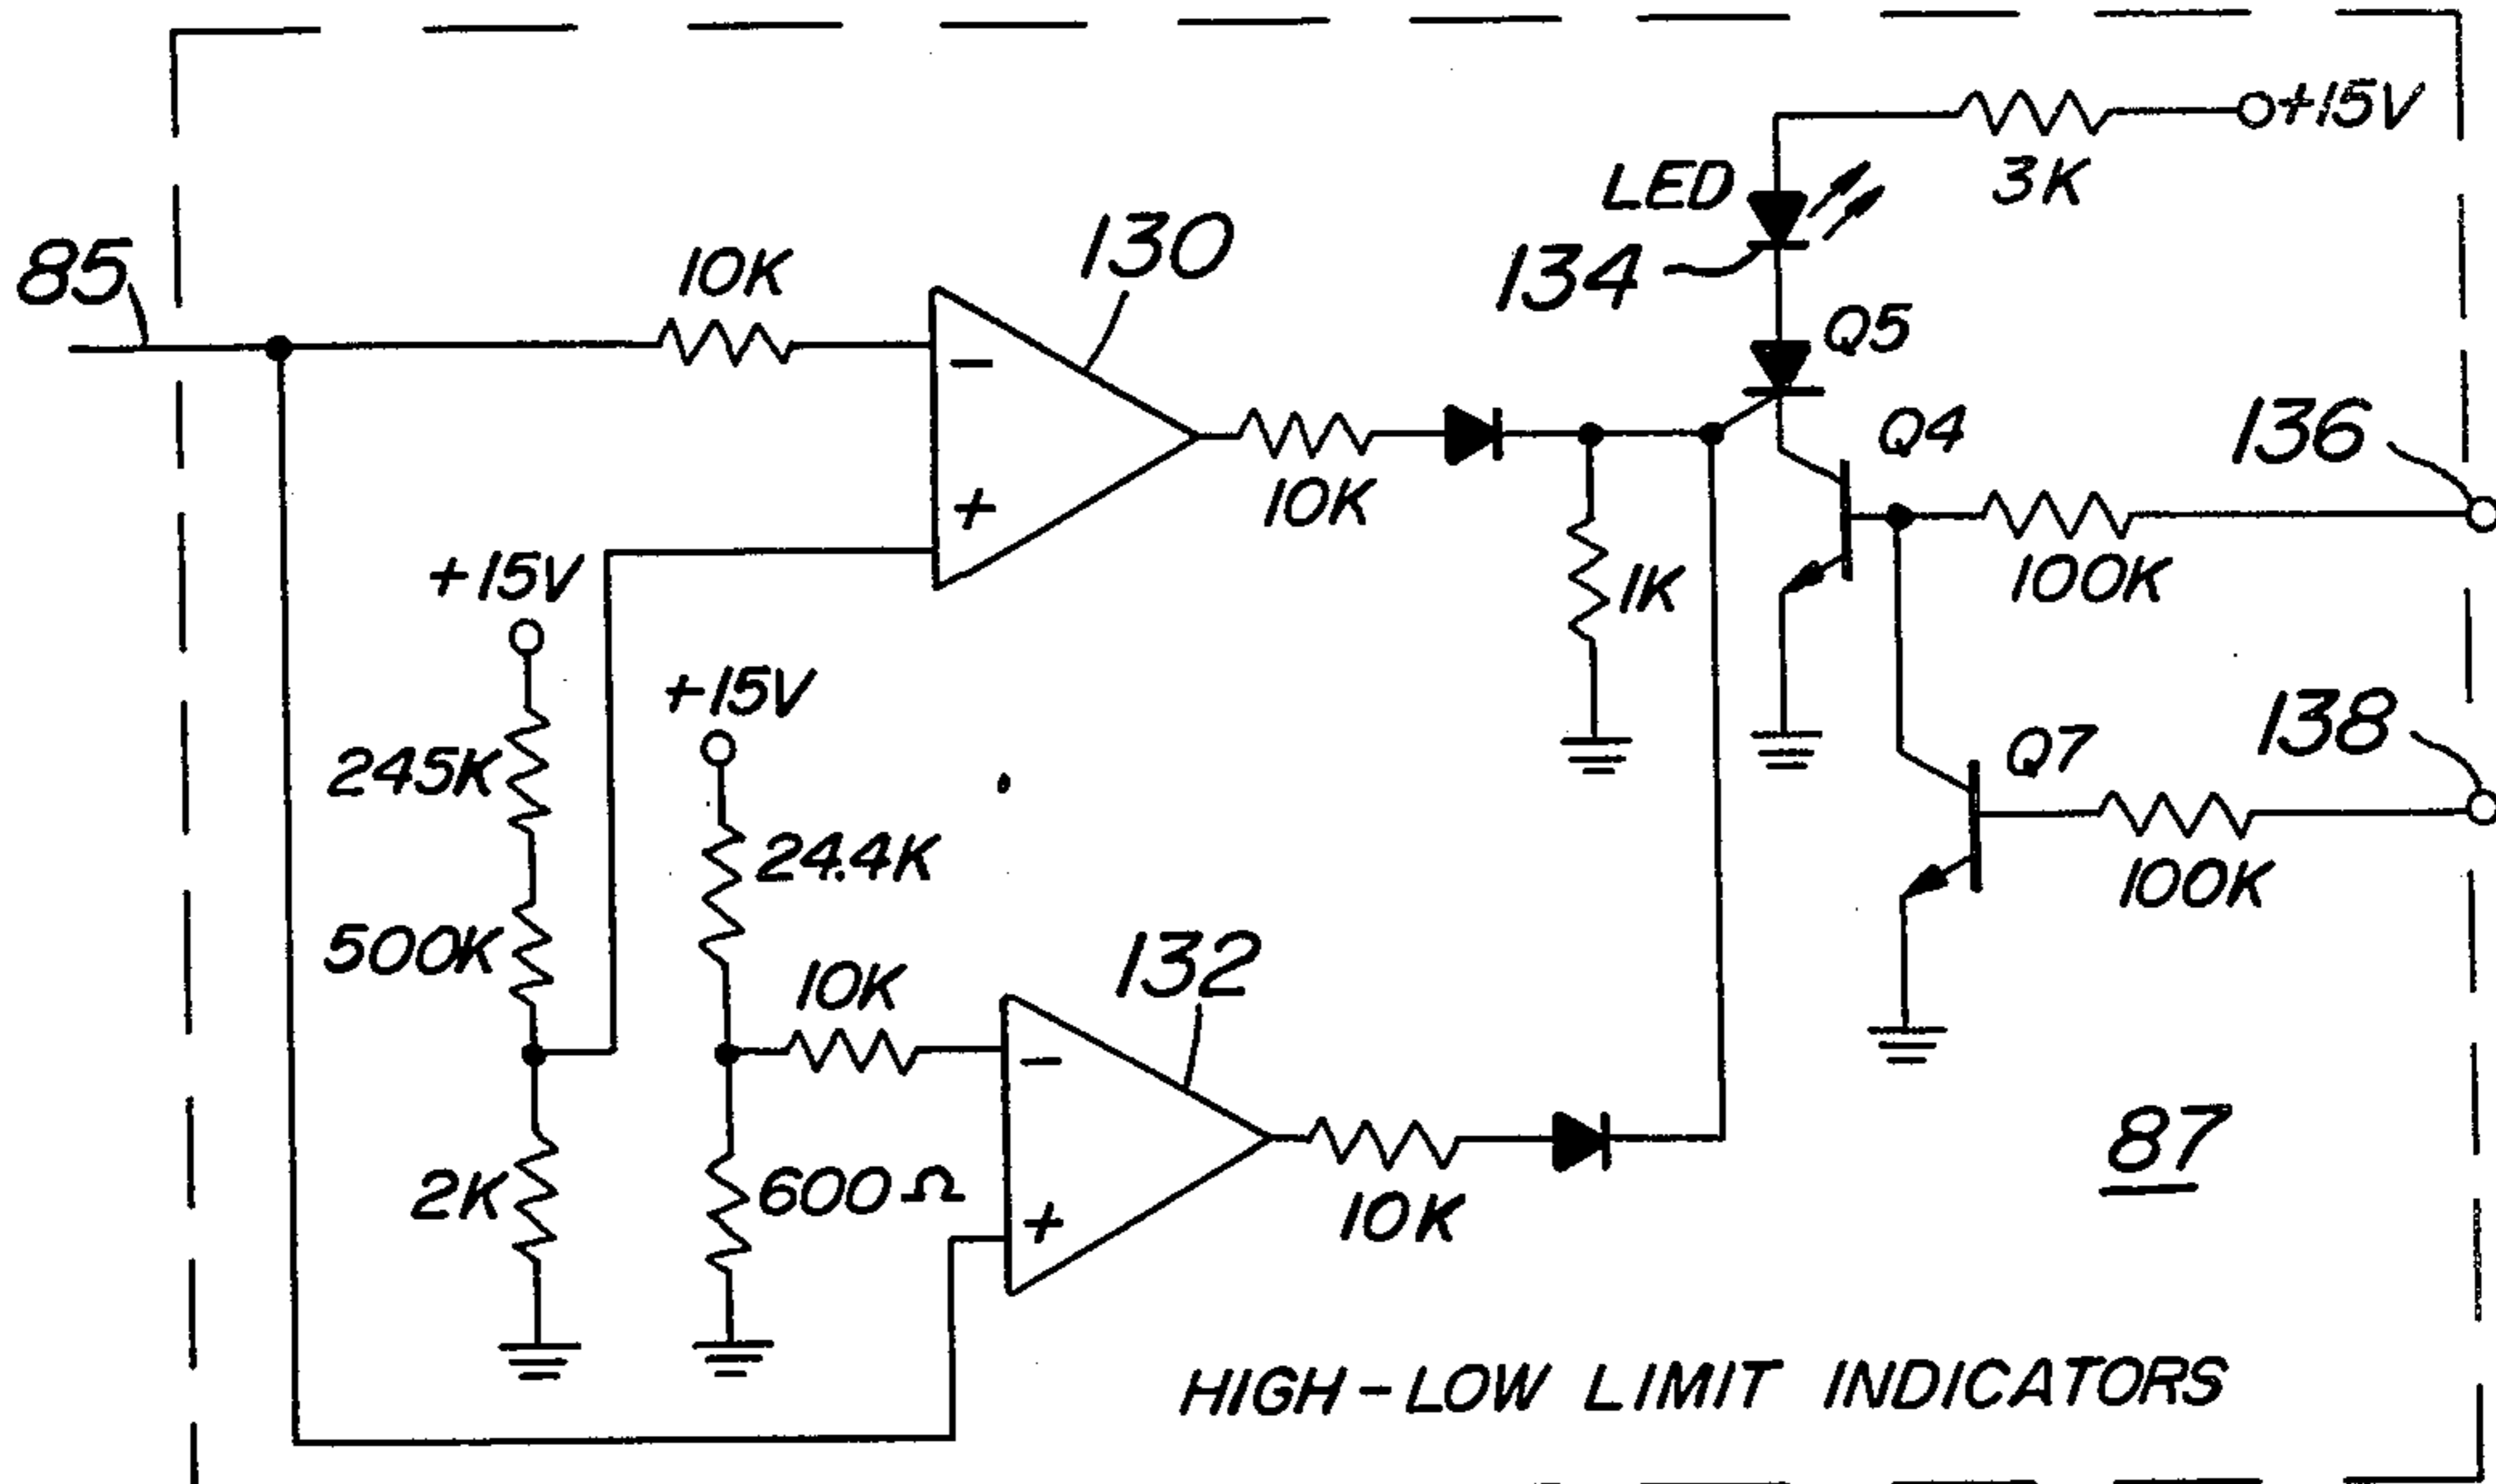 +15V
3K
LED
134
Q5
85
10K
130
Q4
136
10K
+15V
1K
100K
+15V
138
Q7
245K
24.4K
100K
500K
10K
132
87
2K
600Ω
10K
HIGH-LOW LIMIT INDICATORS